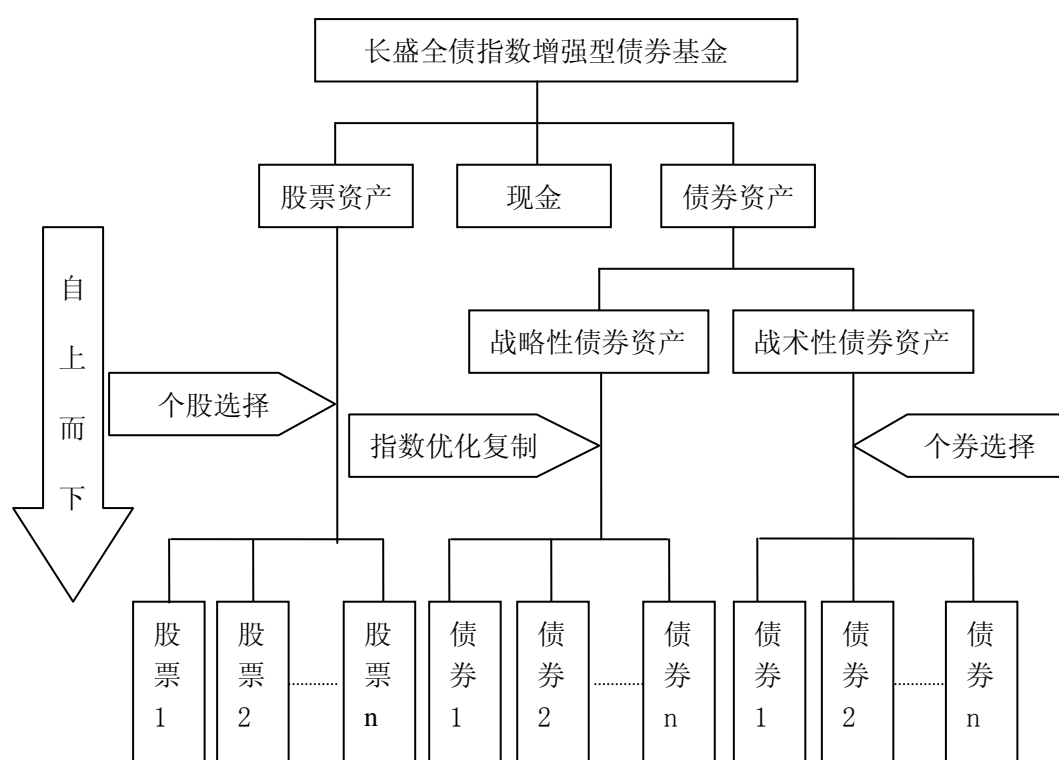 长盛全债指数增强型债券基金
股票资产
现金
债券资产
自上而下
战略性债券资产
战术性债券资产
个股选择
指数优化复制
个券选择
股票1
股票2
............
股票n
债券1
债券2
............
债券n
债券1
债券2
............
债券n